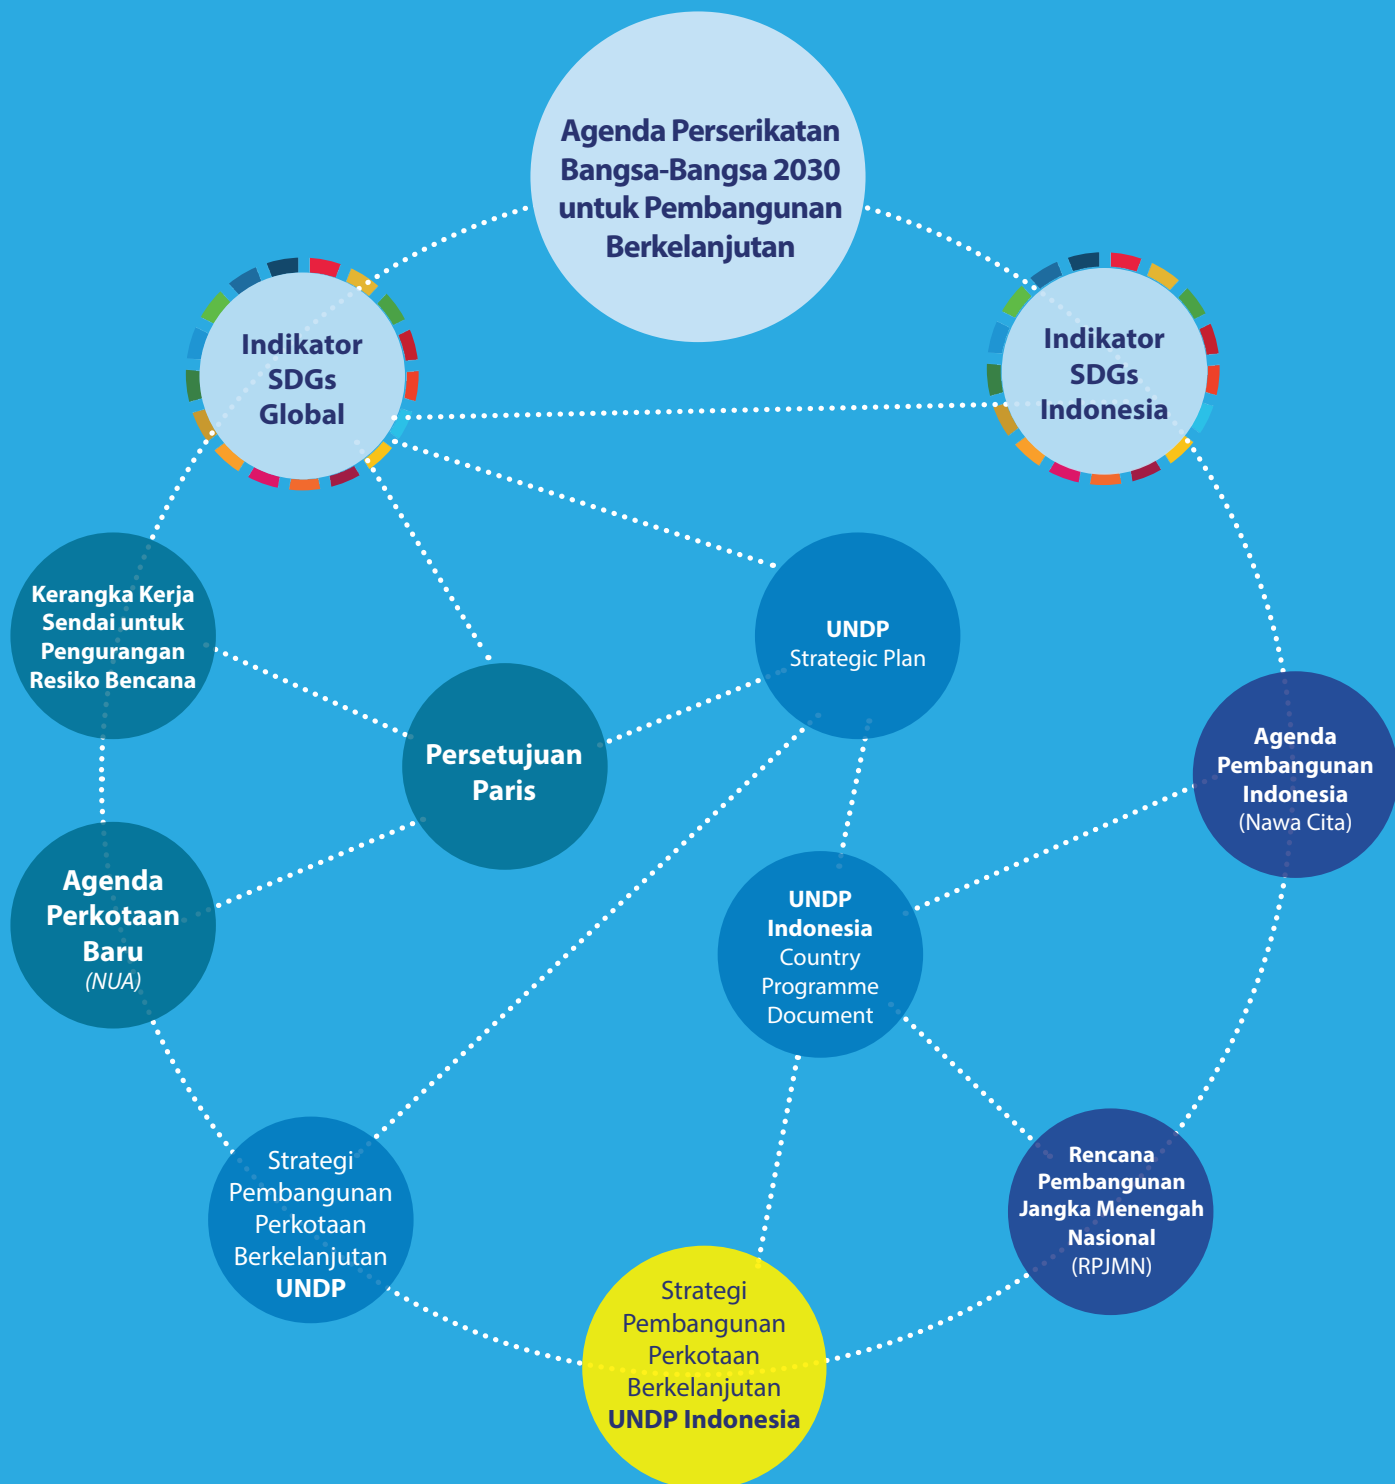 Agenda Perserikatan
Bangsa-Bangsa 2030
untuk Pembangunan
Berkelanjutan
Indikator
SDGs
Global
Indikator
SDGs
Indonesia
Kerangka Kerja
Sendai untuk
Pengurangan
Resiko Bencana
UNDP
Strategic Plan
Persetujuan
Paris
Agenda
Pembangunan
Indonesia
(Nawa Cita)
Agenda
Perkotaan
Baru
(NUA)
UNDP
Indonesia
Country
Programme
Document
Strategi
Pembangunan
Perkotaan
Berkelanjutan
UNDP
Rencana
Pembangunan
Jangka Menengah
Nasional
(RPJMN)
Strategi
Pembangunan
Perkotaan
Berkelanjutan
UNDP Indonesia